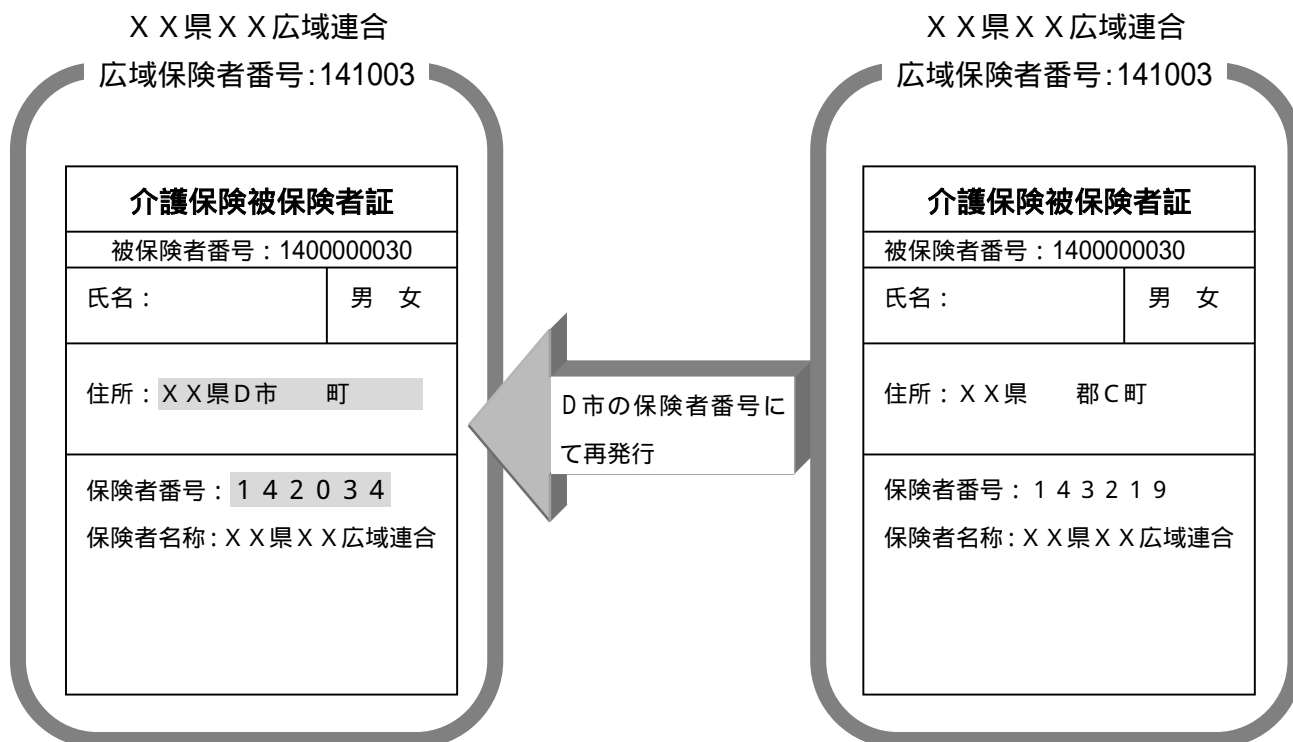 ＸＸ県ＸＸ広域連合
広域保険者番号：141003
介護保険被保険者証
被保険者番号：1400000030
氏名：
男　女
住所：ＸＸ県Ｄ市　　町
保険者番号：１４２０３４
保険者名称：ＸＸ県ＸＸ広域連合
Ｄ市の保険者番号に
て再発行
ＸＸ県ＸＸ広域連合
広域保険者番号：141003
介護保険被保険者証
被保険者番号：1400000030
氏名：
男　女
住所：ＸＸ県　　郡Ｃ町
保険者番号：１４３２１９
保険者名称：ＸＸ県ＸＸ広域連合